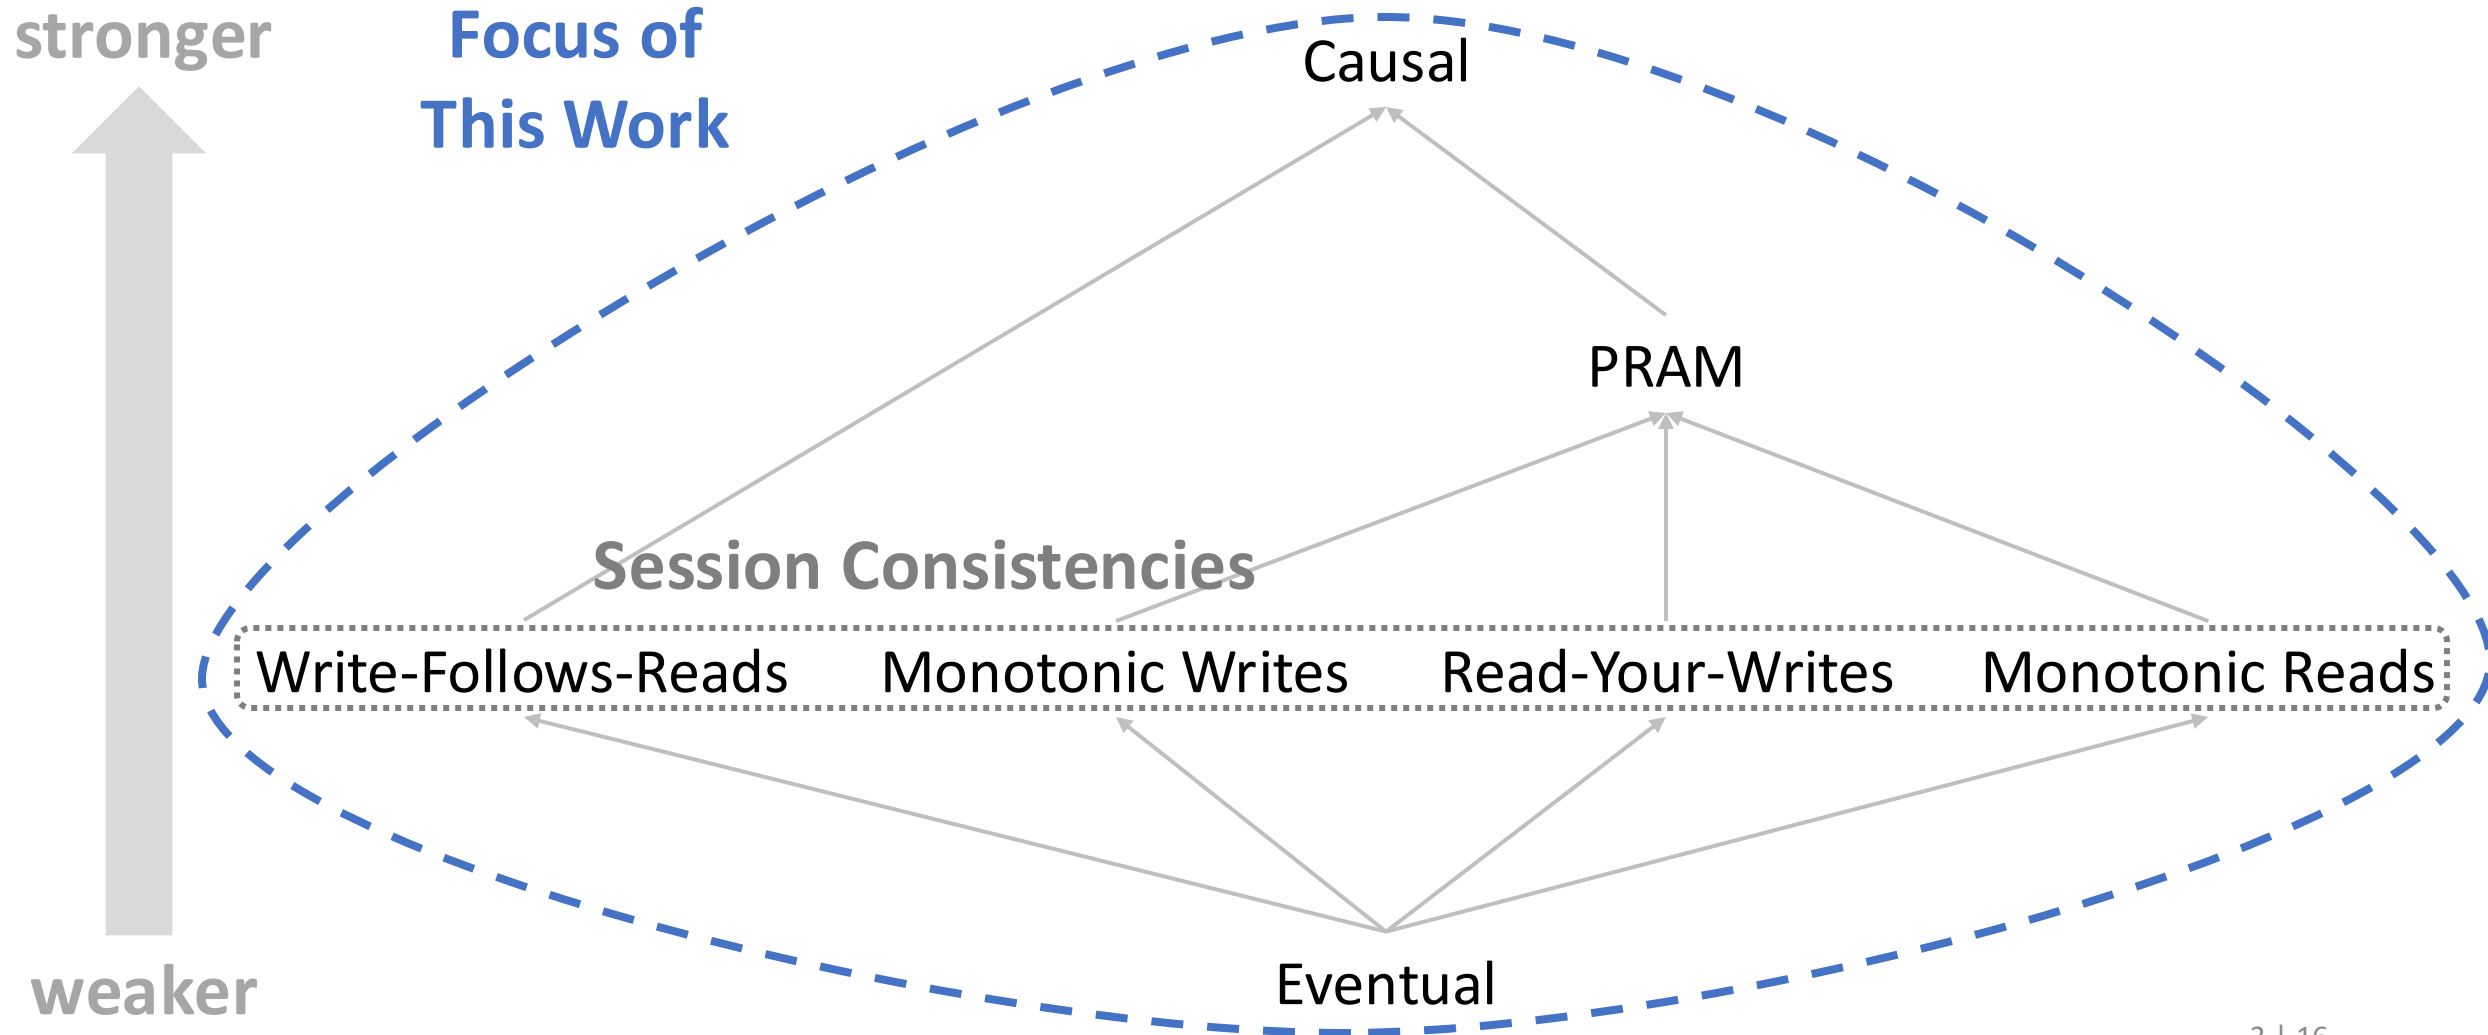 stronger
Focus of
This Work
Causal
PRAM
Session Consistencies
Write-Follows-Reads
Monotonic Writes
Read-Your-Writes
Monotonic Reads
Eventual
weaker